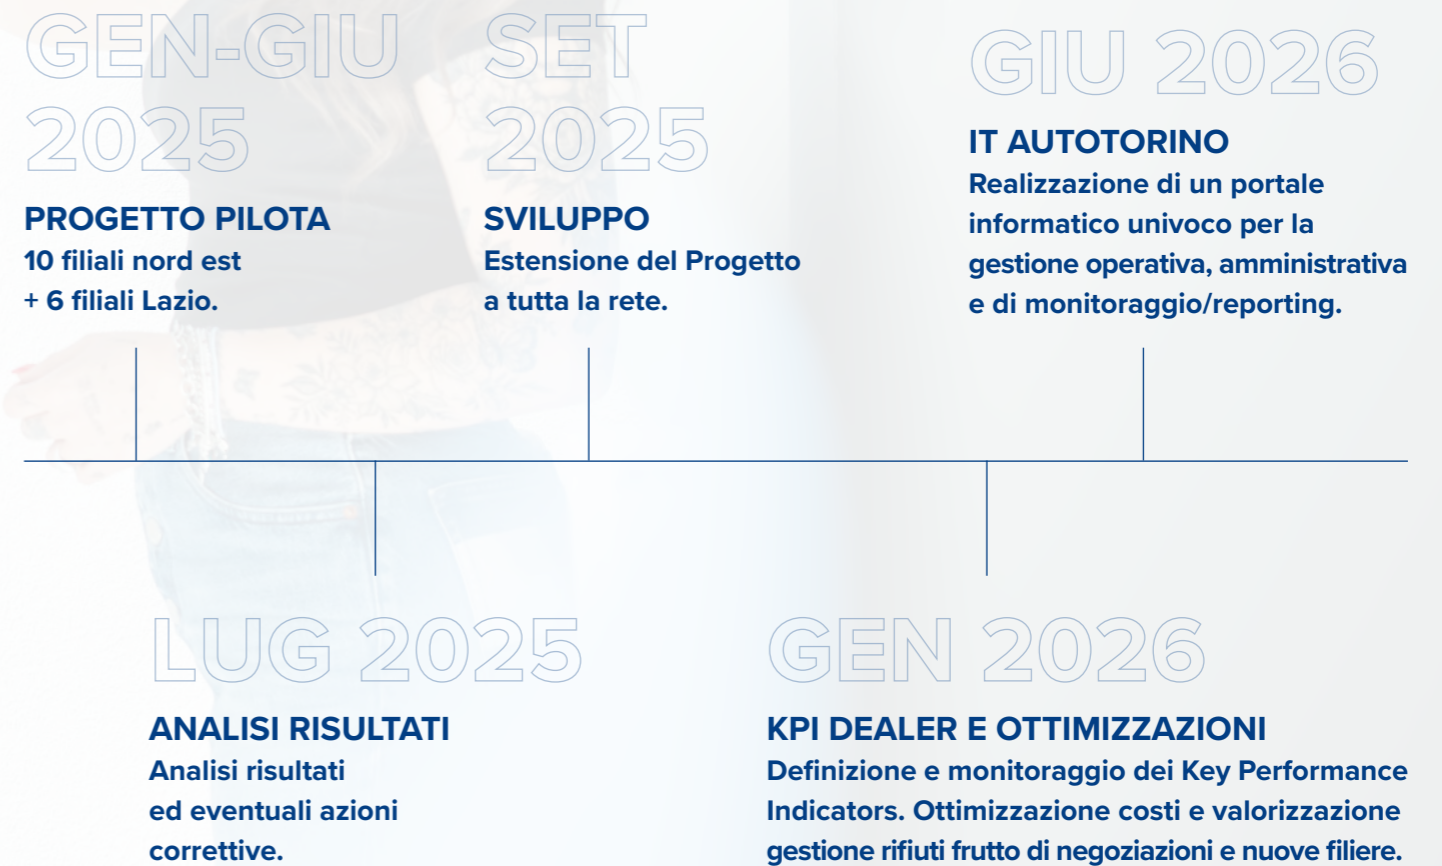 GEN-GIU
2025
PROGETTO PILOTA
10 filiali nord est
+ 6 filiali Lazio.
SET
2025
SVILUPPO
Estensione del Progetto
a tutta la rete.
GIU 2026
IT AUTOTORINO
Realizzazione di un portale
informatico univoco per la
gestione operativa, amministrativa
e di monitoraggio/reporting.
LUG 2025
ANALISI RISULTATI
Analisi risultati
ed eventuali azioni
correttive.
GEN 2026
KPI DEALER E OTTIMIZZAZIONI
Definizione e monitoraggio dei Key Performance
Indicators. Ottimizzazione costi e valorizzazione
gestione rifiuti frutto di negoziazioni e nuove filiere.